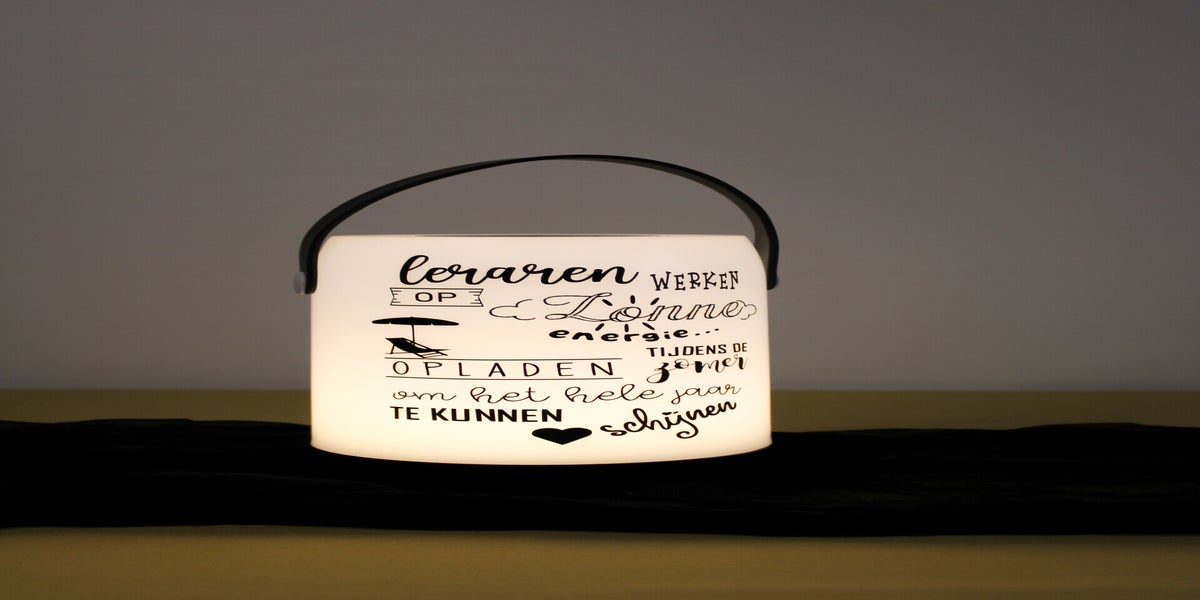 leraren WERKEN
OP Zonne
energie...
TIJDENS DE
OPLADEN zomer
om het hele jaar
TE KUNNEN schijnen